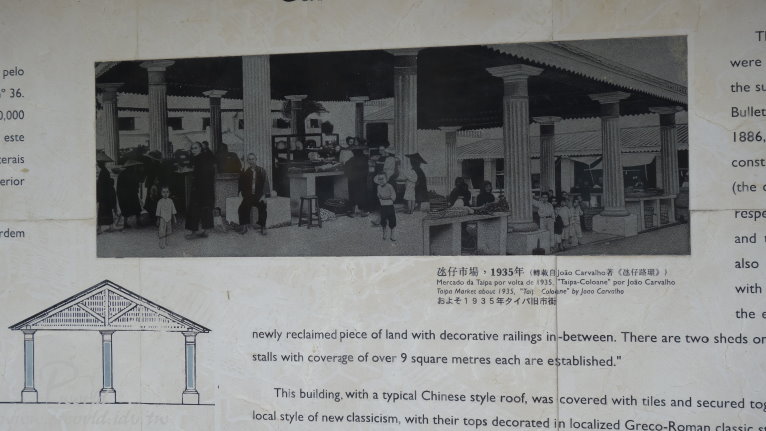 pelo
º 36.
0,000
este
terais
erior
rdem
were
the su
Bullet
1886,
const
(the c
respe
and t
also
with
the e
氹仔市場，1935年（轉載自João Carvalho著《氹仔路環》）
Mercado da Taipa por volta de 1935, "Taipa-Coloane" por João Carvalho
Taipa Market about 1935, "Taipa-Coloane" by João Carvalho
およそ１９３５年タイパ旧市街
newly reclaimed piece of land with decorative railings in-between. There are two sheds on
stalls with coverage of over 9 square metres each are established."
This building, with a typical Chinese style roof, was covered with tiles and secured tog
local style of new classicism, with their tops decorated in localized Greco-Roman classic st